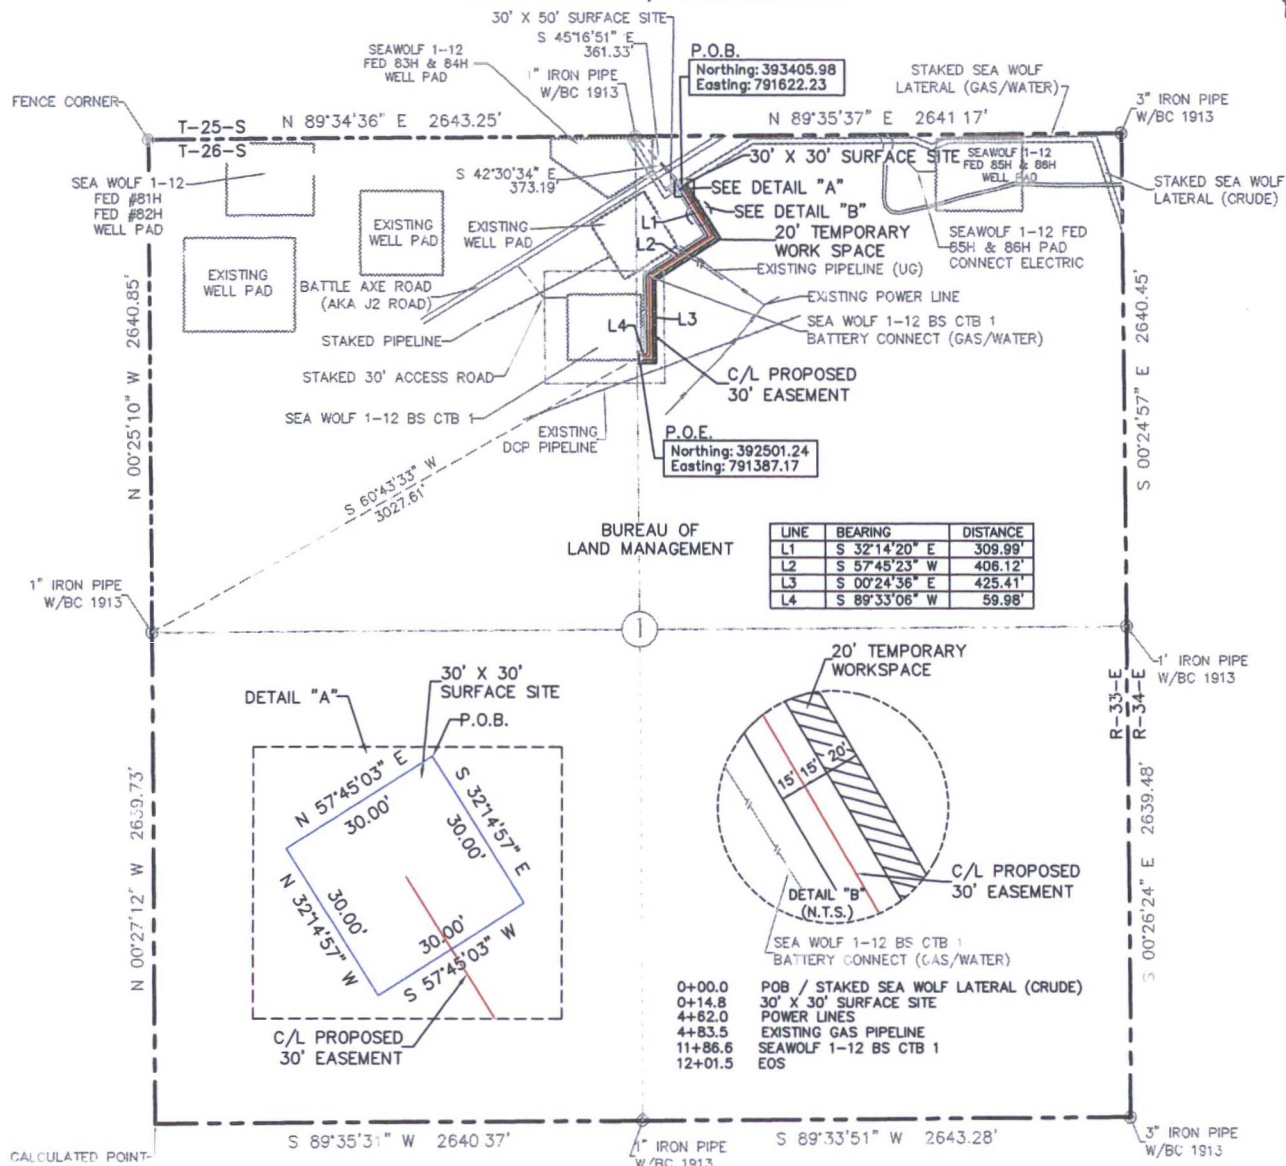 30' X 50' SURFACE SITE
S 45°16'51" E
361.33'
SEAWOLF 1-12
FED 83H & 84H
WELL PAD
1" IRON PIPE
W/BC 1913
P.O.B.
Northing: 393405.98
Easting: 791622.23
STAKED SEA WOLF
LATERAL (GAS/WATER)
3" IRON PIPE
W/BC 1913
FENCE CORNER
T-25-S
T-26-S
N 89°34'36" E 2643.25'
N 89°35'37" E 2641.17'
SEA WOLF 1-12
FED #81H
FED #82H
WELL PAD
S 42°30'34" E
373.19'
30' X 30' SURFACE SITE
SEAWOLF 1-12
FED 85H & 86H
WELL PAD
SEE DETAIL "A"
STAKED SEA WOLF
LATERAL (CRUDE)
L1
SEE DETAIL "B"
EXISTING
WELL PAD
EXISTING
WELL PAD
L2
20' TEMPORARY
WORK SPACE
SEAWOLF 1-12 FED
65H & 86H PAD
CONNECT ELECTRIC
EXISTING
WELL PAD
BATTLE AXE ROAD
(AKA J2 ROAD)
EXISTING PIPELINE (UG)
EXISTING POWER LINE
L3
SEA WOLF 1-12 BS CTB 1
BATTERY CONNECT (GAS/WATER)
L4
STAKED PIPELINE
STAKED 30' ACCESS ROAD
C/L PROPOSED
30' EASEMENT
SEA WOLF 1-12 BS CTB 1
EXISTING
DCP PIPELINE
P.O.E.
Northing: 392501.24
Easting: 791387.17
N 00°25'10" W 2640.85'
S 00°24'57" E 2640.45'
S 60°43'33" W
3027.61'
BUREAU OF
LAND MANAGEMENT
LINE BEARING DISTANCE
L1 S 32°14'20" E 309.99'
L2 S 57°45'23" W 406.12'
L3 S 00°24'36" E 425.41'
L4 S 89°33'06" W 59.98'
1" IRON PIPE
W/BC 1913
1
1' IRON PIPE
W/BC 1913
R-33-E
R-34-E
DETAIL "A"
30' X 30'
SURFACE SITE
P.O.B.
N 57°45'03" E
30.00'
S 32°14'57" E
30.00'
N 32°14'57" W
30.00'
S 57°45'03" W
30.00'
C/L PROPOSED
30' EASEMENT
20' TEMPORARY
WORKSPACE
15' 15' 20'
C/L PROPOSED
30' EASEMENT
DETAIL "B"
(N.T.S.)
SEA WOLF 1-12 BS CTB 1
BATTERY CONNECT (GAS/WATER)
N 00°27'12" W 2639.73'
S 00°26'24" E 2639.48'
0+00.0 POB / STAKED SEA WOLF LATERAL (CRUDE)
0+14.8 30' X 30' SURFACE SITE
4+62.0 POWER LINES
4+83.5 EXISTING GAS PIPELINE
11+86.6 SEAWOLF 1-12 BS CTB 1
12+01.5 EOS
CALCULATED POINT
S 89°35'31" W 2640.37'
1" IRON PIPE
W/BC 1913
S 89°33'51" W 2643.28'
3" IRON PIPE
W/BC 1913